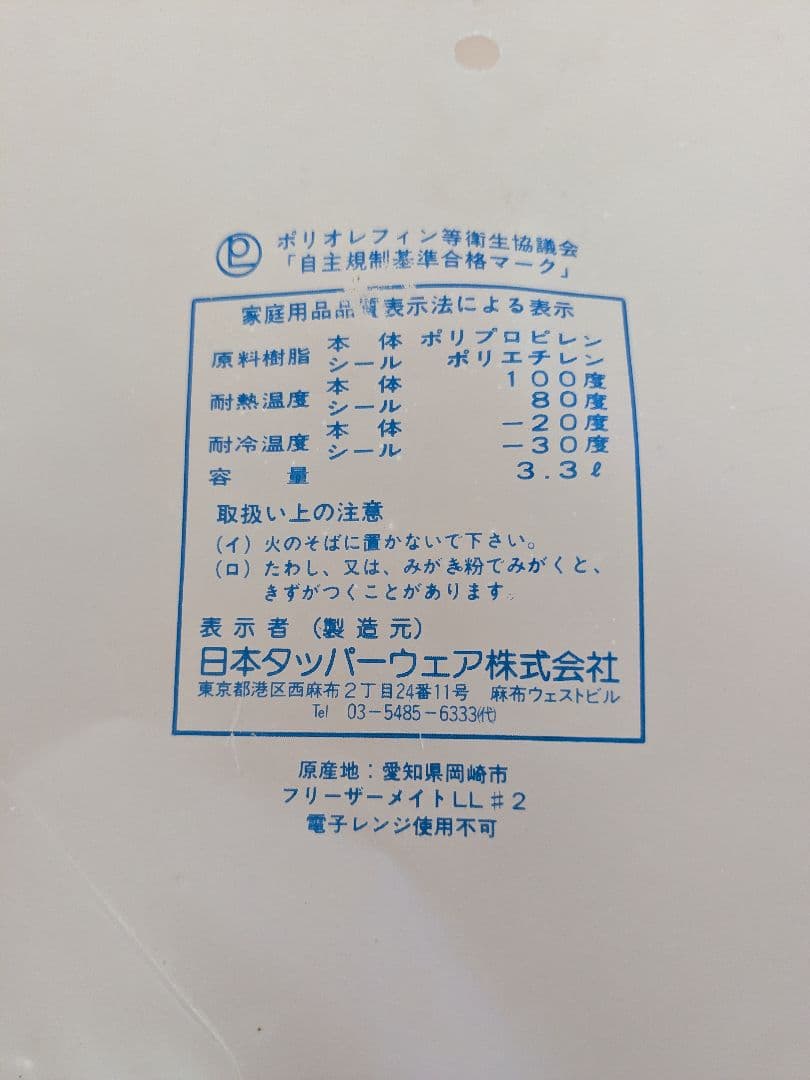 PL ポリオレフィン等衛生協議会
「自主規制基準合格マーク」
家庭用品品質表示法による表示
原料樹脂 本体 ポリプロピレン
シール ポリエチレン
耐熱温度 本体 100度
シール 80度
耐冷温度 本体 －20度
シール －30度
容量 3.3ℓ
取扱い上の注意
(イ) 火のそばに置かないで下さい。
(ロ) たわし、又は、みがき粉でみがくと、
きずがつくことがあります。
表示者(製造元)
日本タッパーウェア株式会社
東京都港区西麻布2丁目24番11号 麻布ウェストビル
Tel 03－5485－6333㈹
原産地：愛知県岡崎市
フリーザーメイトLL♯2
電子レンジ使用不可